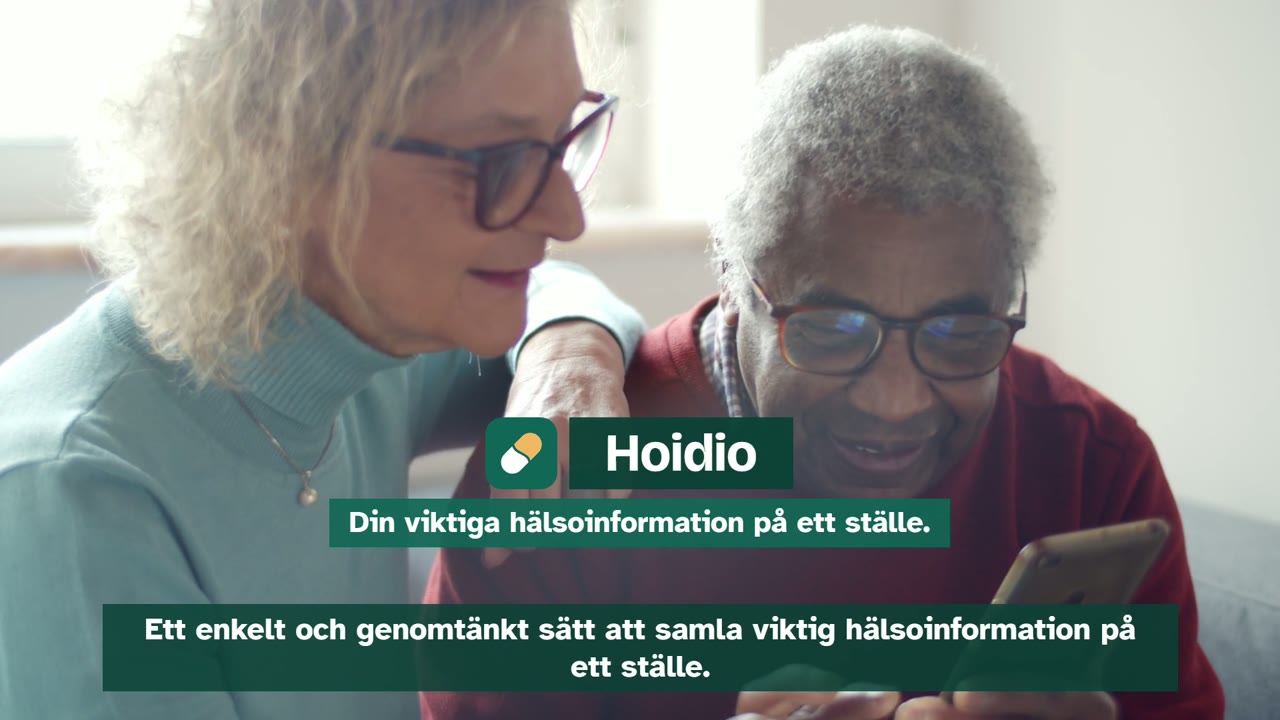 Hoidio
Din viktiga hälsoinformation på ett ställe.
Ett enkelt och genomtänkt sätt att samla viktig hälsoinformation på
ett ställe.